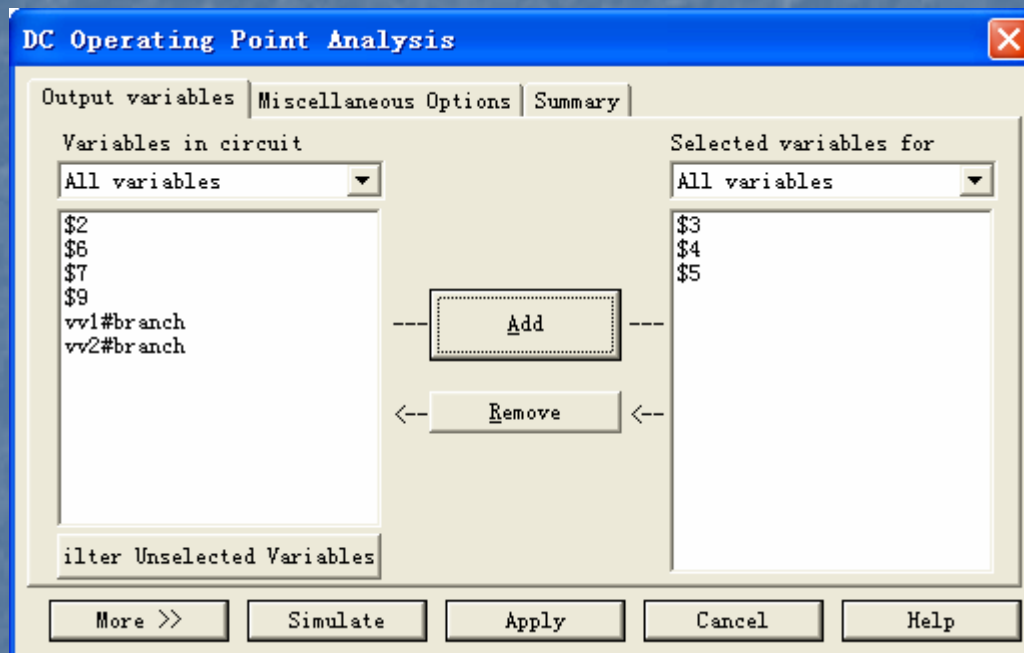 DC Operating Point Analysis
Output variables Miscellaneous Options Summary
Variables in circuit
All variables
$2
$6
$7
$9
vv1#branch
vv2#branch
ilter Unselected Variables
--- Add ---
<-- Remove <--
Selected variables for
All variables
$3
$4
$5
More >> Simulate Apply Cancel Help